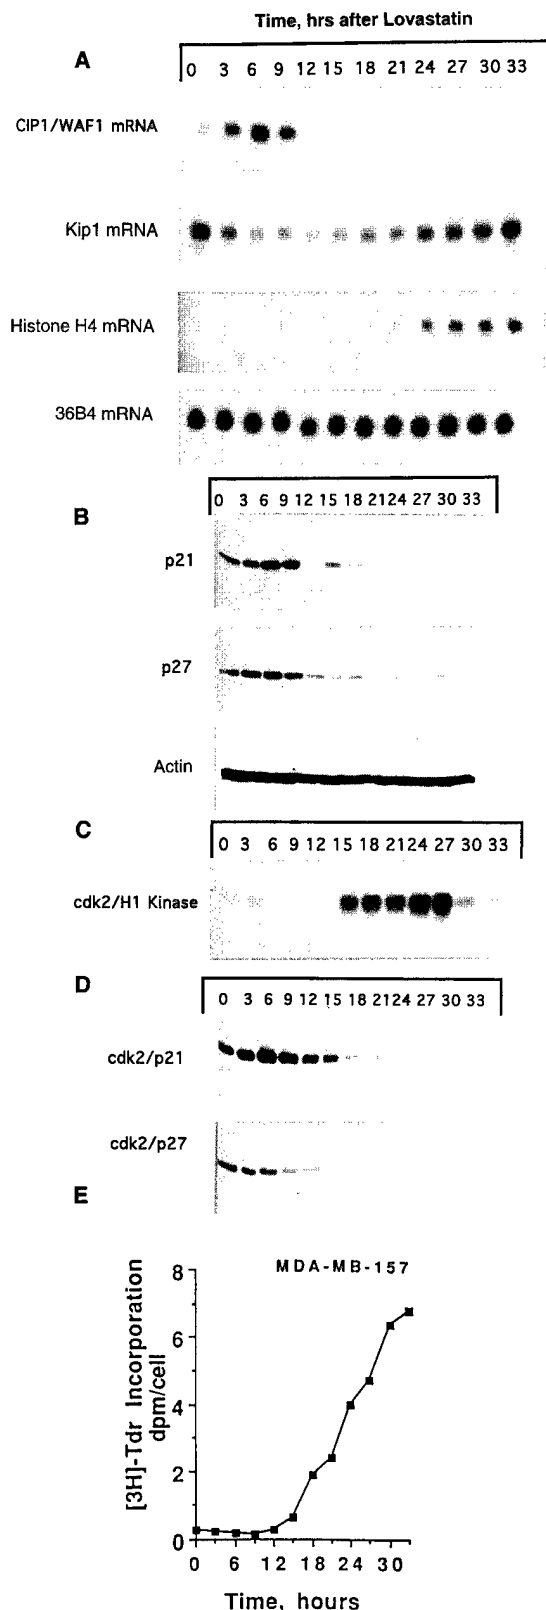 Time, hrs after Lovastatin
A
0 3 6 9 12 15 18 21 24 27 30 33
CIP1/WAF1 mRNA
Kip1 mRNA
Histone H4 mRNA
36B4 mRNA
B
0 3 6 9 12 15 18 21 24 27 30 33
p21
p27
Actin
C
0 3 6 9 12 15 18 21 24 27 30 33
cdk2/H1 Kinase
D
0 3 6 9 12 15 18 21 24 27 30 33
cdk2/p21
cdk2/p27
E
MDA-MB-157
[3H]-Tdr Incorporation
dpm/cell
8
6
4
2
0
0 6 12 18 24 30
Time, hours